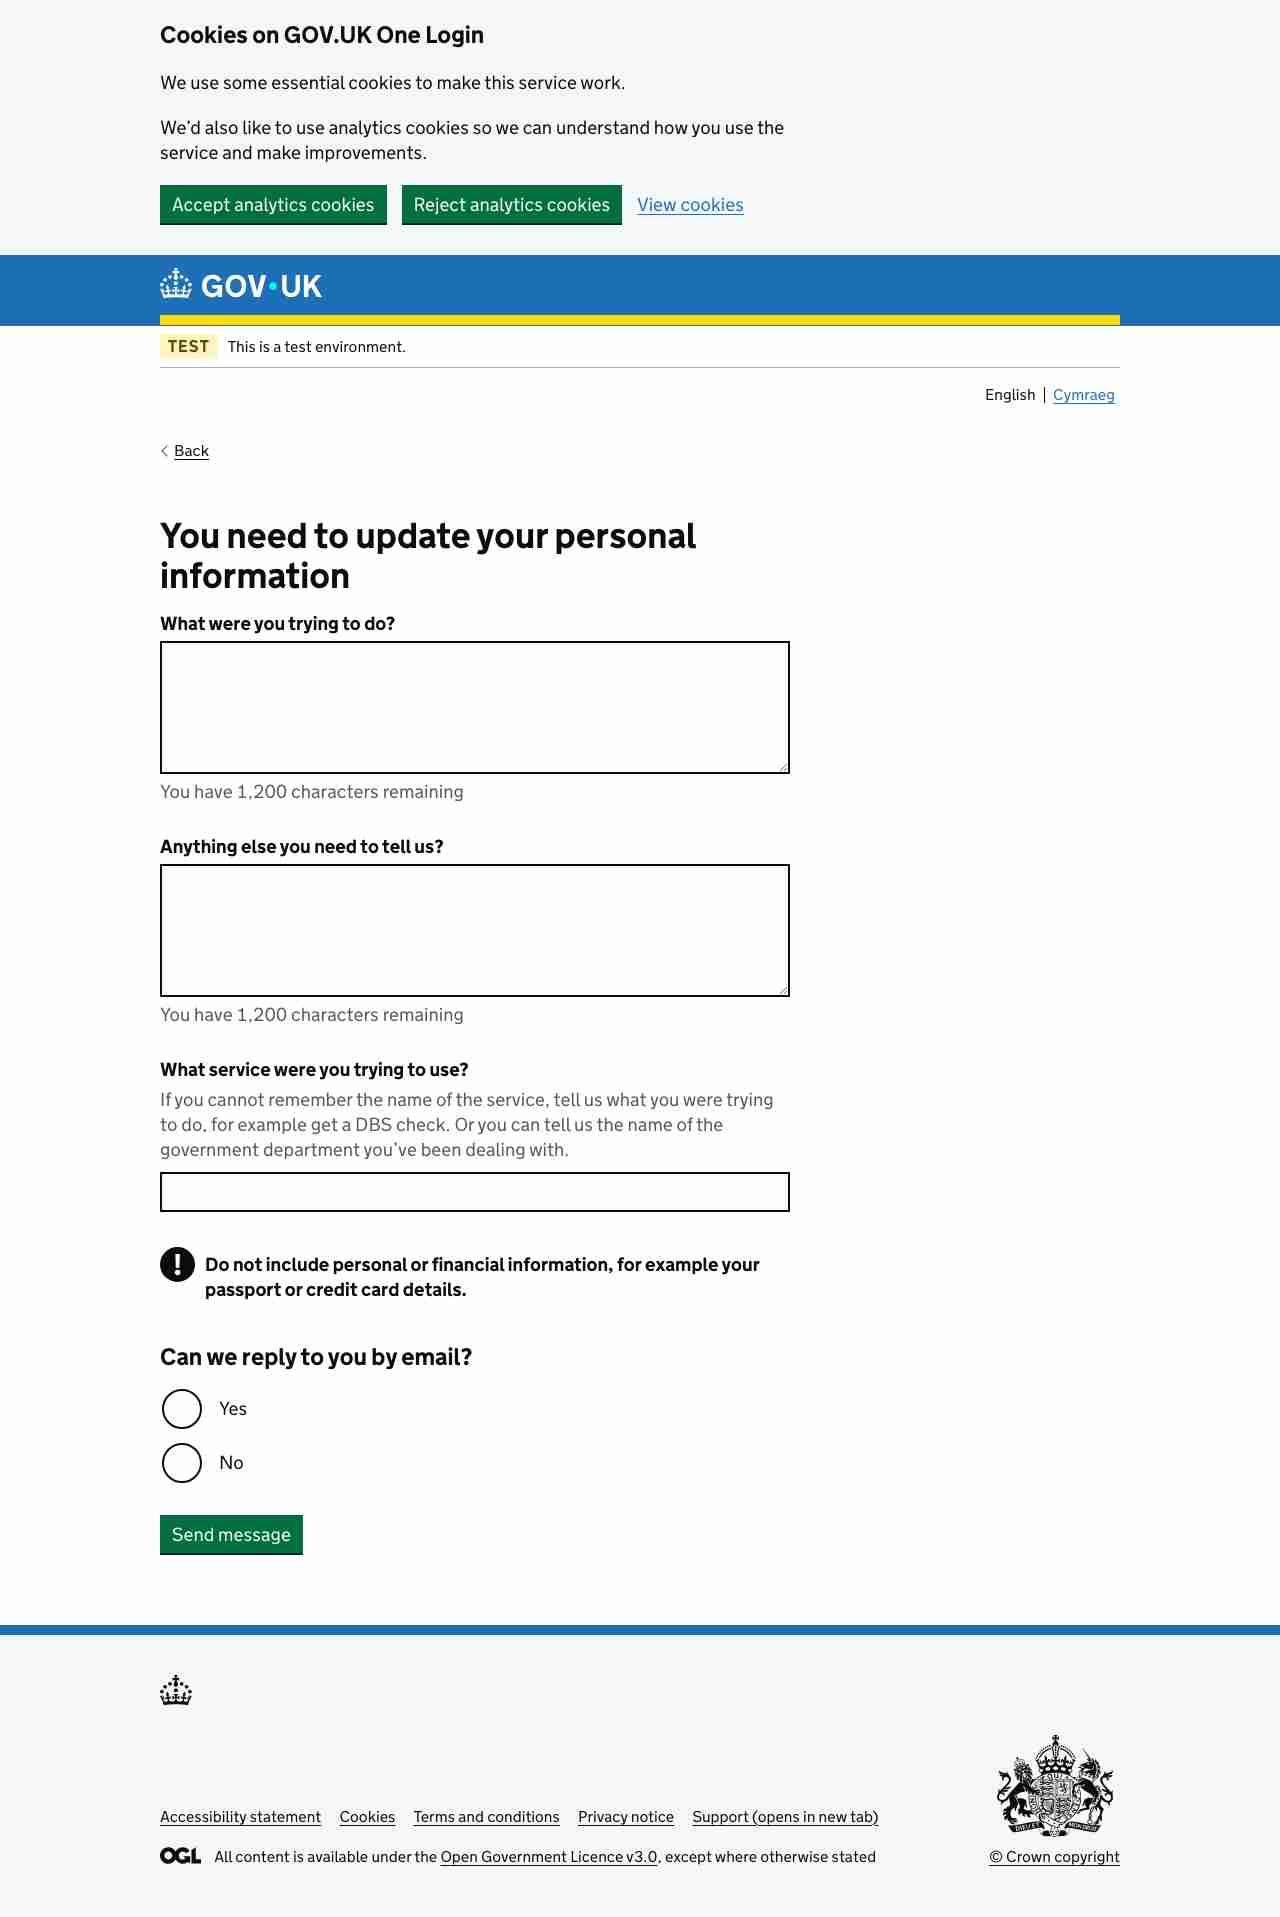 Cookies on GOV.UK One Login
We use some essential cookies to make this service work.
We’d also like to use analytics cookies so we can understand how you use the
service and make improvements.
Accept analytics cookies Reject analytics cookies View cookies
GOV·UK
TEST This is a test environment.
English Cymraeg
Back
You need to update your personal
information
What were you trying to do?
You have 1,200 characters remaining
Anything else you need to tell us?
You have 1,200 characters remaining
What service were you trying to use?
If you cannot remember the name of the service, tell us what you were trying
to do, for example get a DBS check. Or you can tell us the name of the
government department you’ve been dealing with.
! Do not include personal or financial information, for example your
passport or credit card details.
Can we reply to you by email?
Yes
No
Send message
Accessibility statement Cookies Terms and conditions Privacy notice Support (opens in new tab)
OGL All content is available under the Open Government Licence v3.0, except where otherwise stated
© Crown copyright